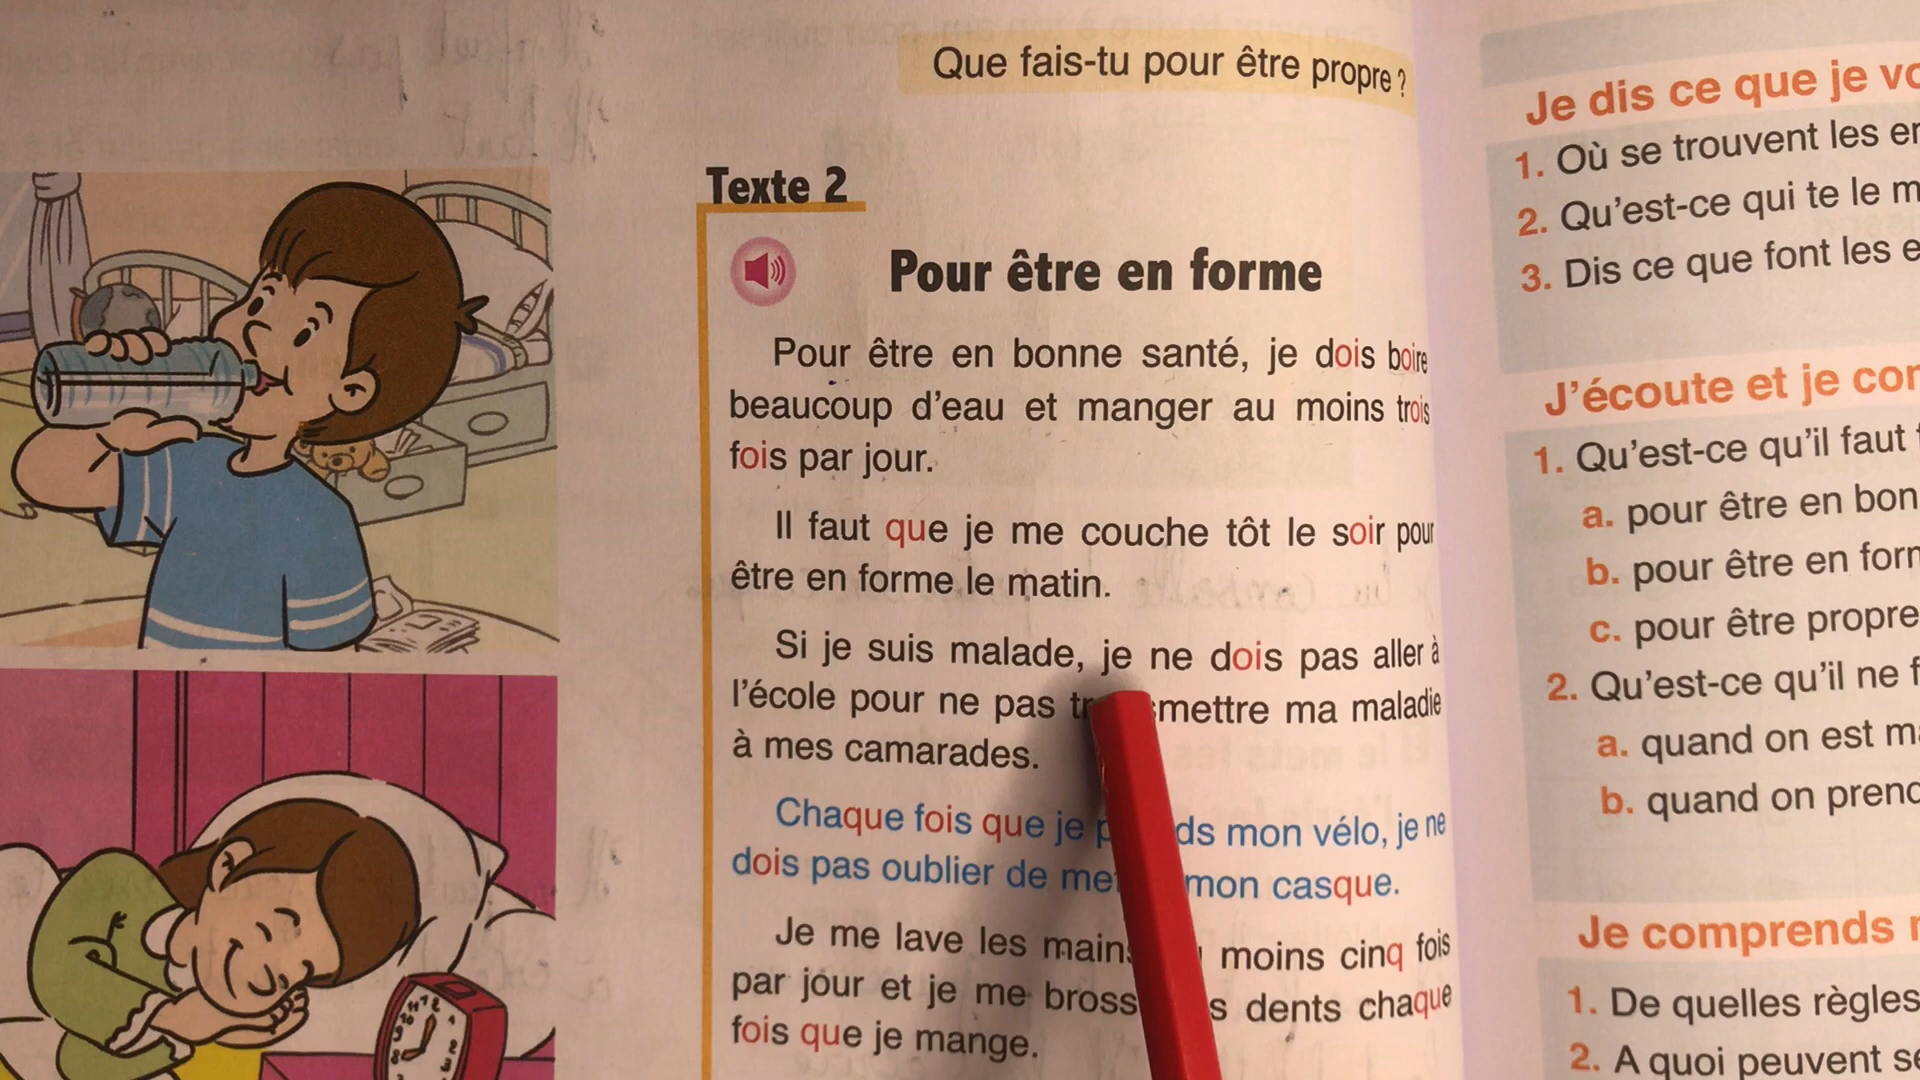 Que fais-tu pour être propre ?
Texte 2
Pour être en forme
Pour être en bonne santé, je dois boire
beaucoup d'eau et manger au moins trois
fois par jour.
Il faut que je me couche tôt le soir pour
être en forme le matin.
Si je suis malade, je ne dois pas aller à
l'école pour ne pas mettre ma maladie
à mes camarades.
Chaque fois que je mon vélo, je ne
dois pas oublier de mon casque.
Je me lave les moins cinq fois
par jour et je me dents chaque
fois que je mange.
Je dis ce que je
1. Où se trouvent les
2. Qu'est-ce qui te le
3. Dis ce que font les
J'écoute et je
1. Qu'est-ce qu'il faut
a. pour être en
b. pour être en
c. pour être propre
2. Qu'est-ce qu'il ne
a. quand on est
b. quand on
Je comprends
1. De quelles règles
2. A quoi peuvent